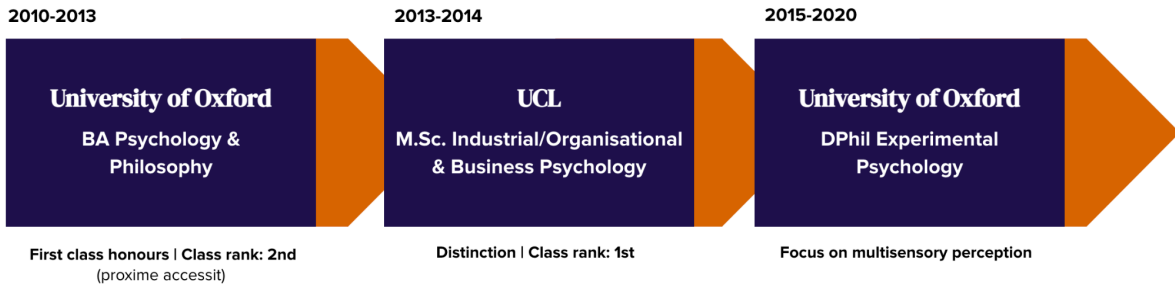 2010-2013
University of Oxford
BA Psychology &
Philosophy
First class honours | Class rank: 2nd
(proxime accessit)
2013-2014
UCL
M.Sc. Industrial/Organisational
& Business Psychology
Distinction | Class rank: 1st
2015-2020
University of Oxford
DPhil Experimental
Psychology
Focus on multisensory perception